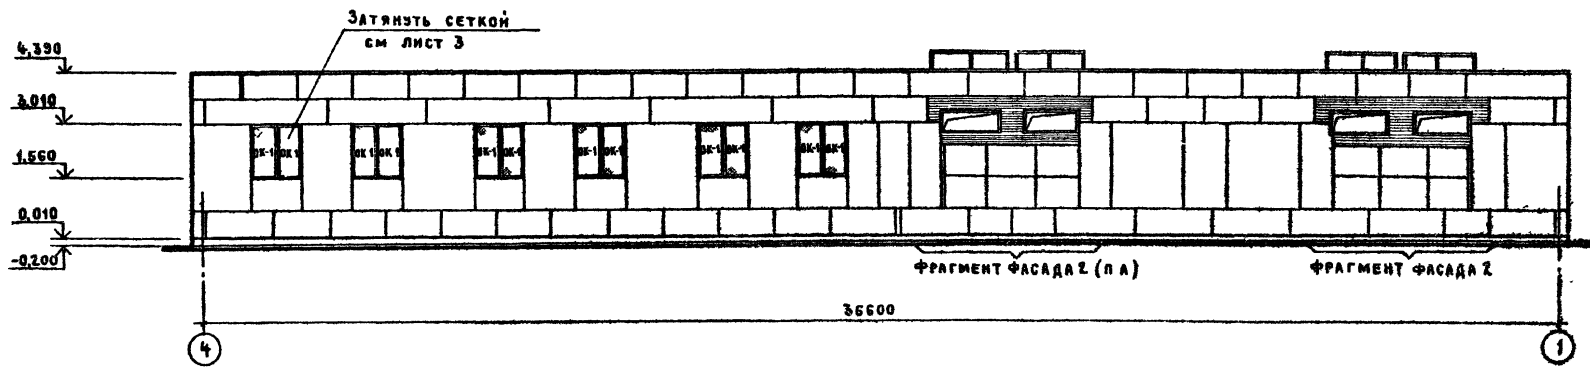 Затянуть сеткой
см лист 3
4,390
3,010
1.560
0,010
-0,200
ОК-1 ОК 1 ОК 1 ОК 1 ОК-1 ОК-1 ОК-1 ОК-1 ОК-1 ОК-1 ОК-1 ОК-1
ФРАГМЕНТ ФАСАДА 2 (ПА)
ФРАГМЕНТ ФАСАДА 2
36600
4
1